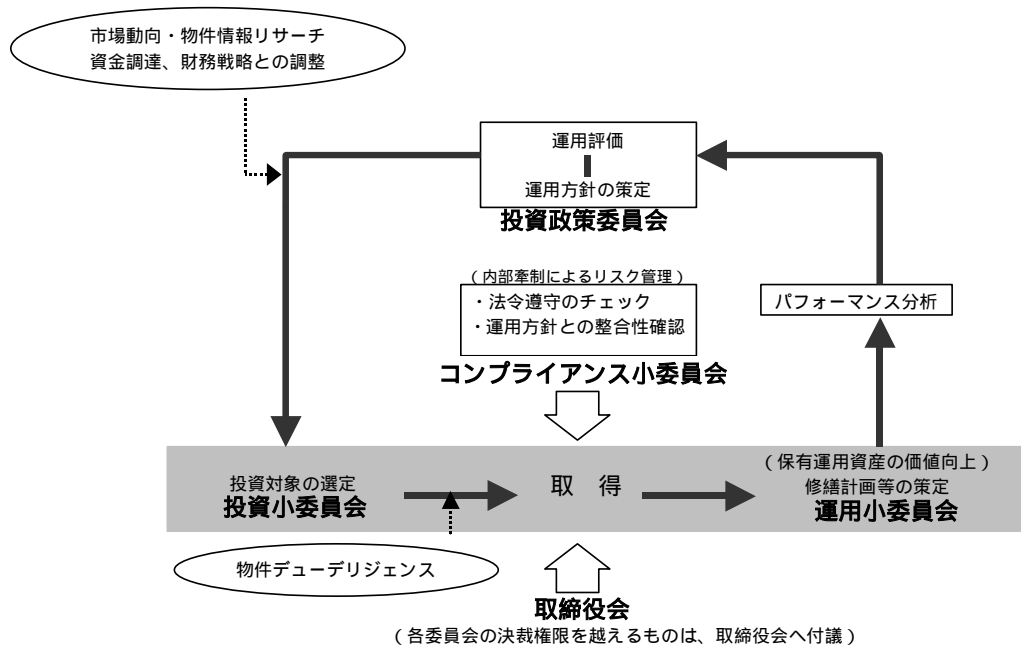 市場動向・物件情報リサーチ
資金調達、財務戦略との調整
運用評価
運用方針の策定
投資政策委員会
(内部牽制によるリスク管理)
・法令遵守のチェック
・運用方針との整合性確認
コンプライアンス小委員会
パフォーマンス分析
投資対象の選定
投資小委員会
取 得
(保有運用資産の価値向上)
修繕計画等の策定
運用小委員会
物件デューデリジェンス
取締役会
(各委員会の決裁権限を越えるものは、取締役会へ付議)